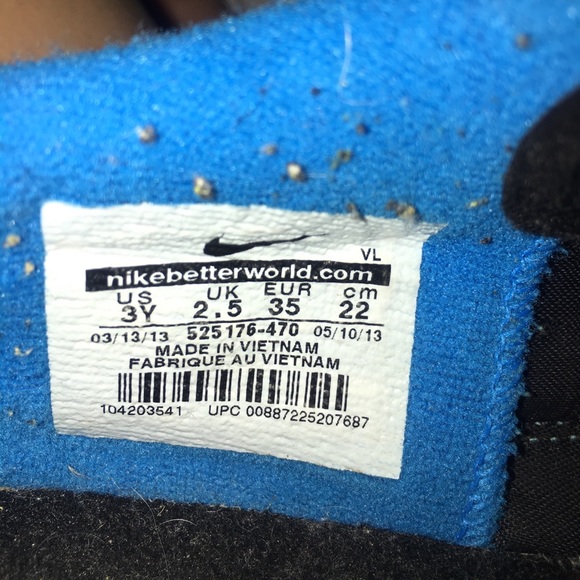 VL
nikebetterworld.com
US UK EUR cm
3Y 2.5 35 22
03/13/13 525176-470 05/10/13
MADE IN VIETNAM
FABRIQUE AU VIETNAM
104203541 UPC 00887225207687